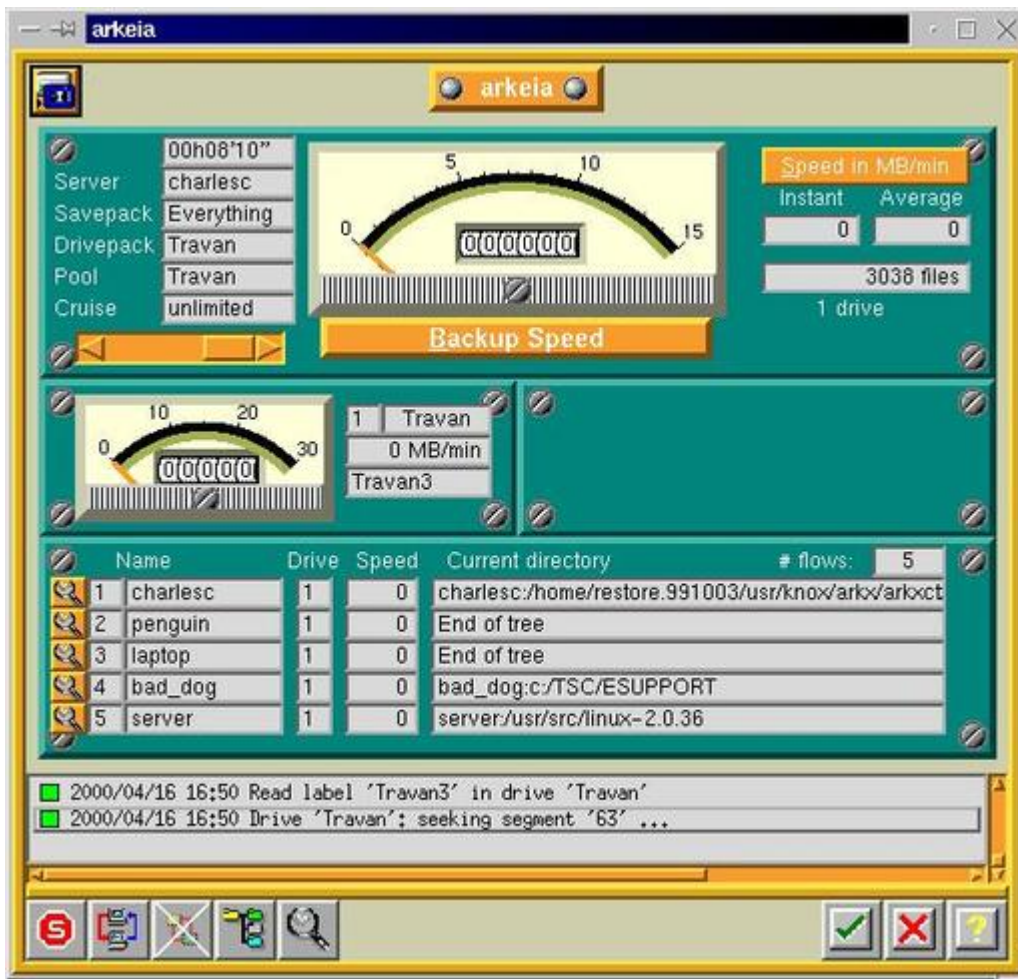 arkeia
arkeia
00h08'10"
Server charlesc
Savepack Everything
Drivepack Travan
Pool Travan
Cruise unlimited
0 5 10 15
000000
Backup Speed
Speed in MB/min
Instant Average
0 0
3038 files
1 drive
0 10 20 30
00000
1 Travan
0 MB/min
Travan3
Name Drive Speed Current directory # flows: 5
1 charlesc 1 0 charlesc:/home/restore.991003/usr/knox/arkx/arkxct
2 penguin 1 0 End of tree
3 laptop 1 0 End of tree
4 bad_dog 1 0 bad_dog:c:/TSC/ESUPPORT
5 server 1 0 server:/usr/src/linux-2.0.36
2000/04/16 16:50 Read label 'Travan3' in drive 'Travan'
2000/04/16 16:50 Drive 'Travan': seeking segment '63' ...
S
?